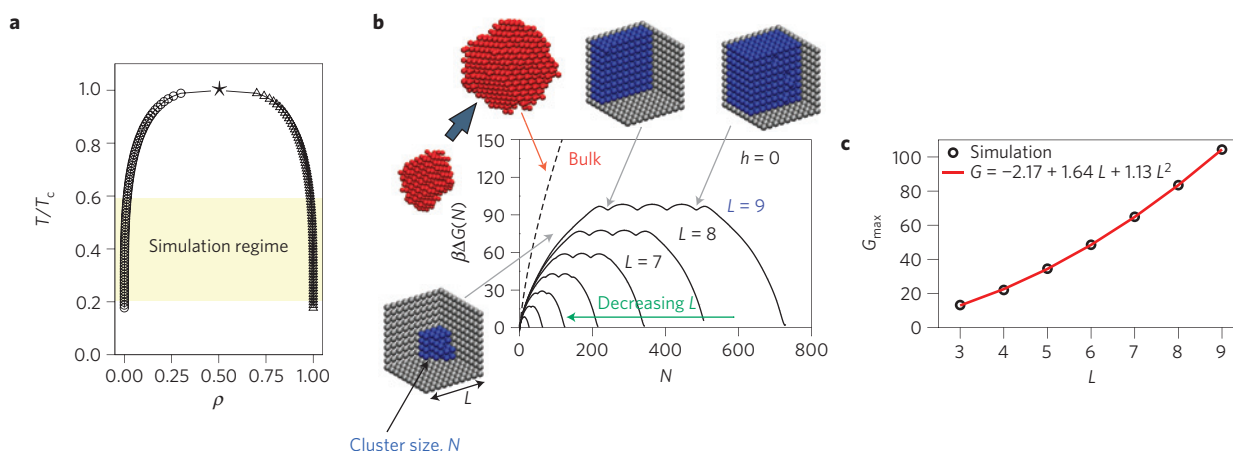 a
1.0
0.8
0.6
0.4
0.2
0.0
T/Tc
Simulation regime
0.00 0.25 0.50 0.75 1.00
ρ
b
150
120
90
60
30
0
βΔG(N)
Bulk
h = 0
L = 9
L = 8
L = 7
Decreasing L
0 200 400 600 800
N
L
Cluster size. N
c
100
80
60
40
20
0
Gmax
Simulation
G = −2.17 + 1.64 L + 1.13 L²
3 4 5 6 7 8 9
L